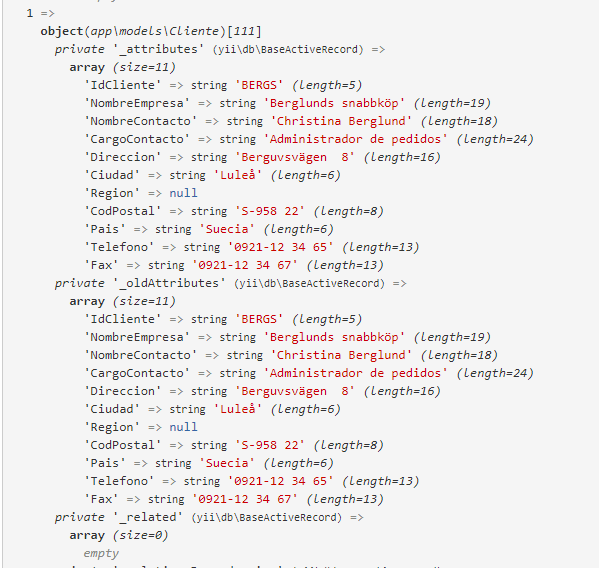 1 =>
object(app\models\Cliente)[111]
private '_attributes' (yii\db\BaseActiveRecord) =>
array (size=11)
'IdCliente' => string 'BERGS' (length=5)
'NombreEmpresa' => string 'Berglunds snabbköp' (length=19)
'NombreContacto' => string 'Christina Berglund' (length=18)
'CargoContacto' => string 'Administrador de pedidos' (length=24)
'Direccion' => string 'Berguvsvägen  8' (length=16)
'Ciudad' => string 'Luleå' (length=6)
'Region' => null
'CodPostal' => string 'S-958 22' (length=8)
'Pais' => string 'Suecia' (length=6)
'Telefono' => string '0921-12 34 65' (length=13)
'Fax' => string '0921-12 34 67' (length=13)
private '_oldAttributes' (yii\db\BaseActiveRecord) =>
array (size=11)
'IdCliente' => string 'BERGS' (length=5)
'NombreEmpresa' => string 'Berglunds snabbköp' (length=19)
'NombreContacto' => string 'Christina Berglund' (length=18)
'CargoContacto' => string 'Administrador de pedidos' (length=24)
'Direccion' => string 'Berguvsvägen  8' (length=16)
'Ciudad' => string 'Luleå' (length=6)
'Region' => null
'CodPostal' => string 'S-958 22' (length=8)
'Pais' => string 'Suecia' (length=6)
'Telefono' => string '0921-12 34 65' (length=13)
'Fax' => string '0921-12 34 67' (length=13)
private '_related' (yii\db\BaseActiveRecord) =>
array (size=0)
empty